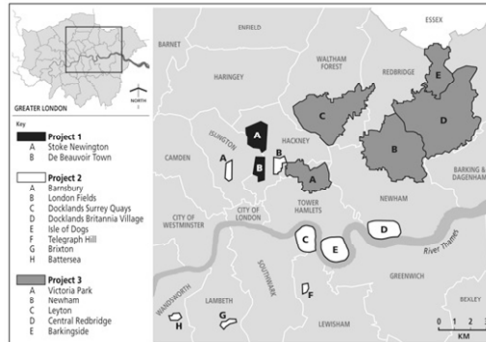 GREATER LONDON
NORTH
Key
Project 1
A Stoke Newington
B De Beauvoir Town
Project 2
A Barnsbury
B London Fields
C Docklands Surrey Quays
D Docklands Britannia Village
E Isle of Dogs
F Telegraph Hill
G Brixton
H Battersea
Project 3
A Victoria Park
B Newham
C Leyton
D Central Redbridge
E Barkingside
ESSEX
ENFIELD
BARNET
WALTHAM
FOREST
REDBRIDGE
HARINGEY
E
C
D
ISLINGTON
A
HACKNEY
CAMDEN
A
B
B
B
A
BARKING &
DAGENHAM
NEWHAM
TOWER
HAMLETS
CITY OF
WESTMINSTER
CITY OF
LONDON
C
E
D
River Thames
SOUTHWARK
GREENWICH
F
WANDSWORTH
LAMBETH
H
G
LEWISHAM
BEXLEY
0 1 2 3
KM